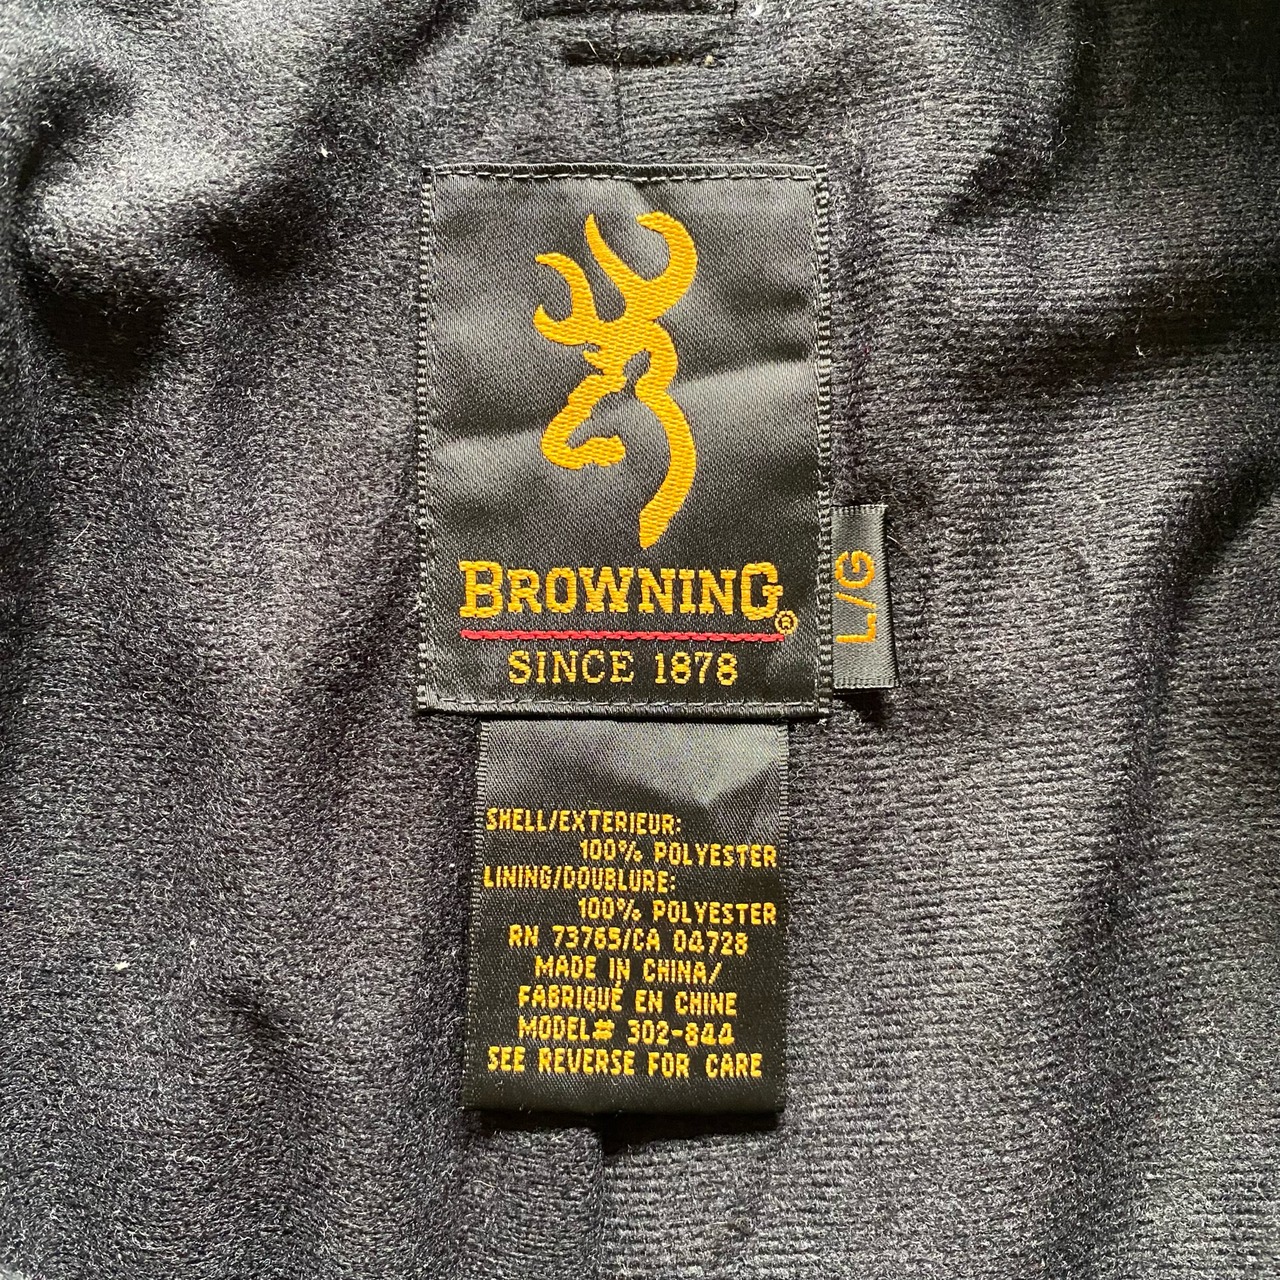 BROWNING®
SINCE 1878
L/G
SHELL/EXTERIEUR:
100% POLYESTER
LINING/DOUBLURE:
100% POLYESTER
RN 73765/CA 04728
MADE IN CHINA/
FABRIQUÉ EN CHINE
MODEL# 302-844
SEE REVERSE FOR CARE